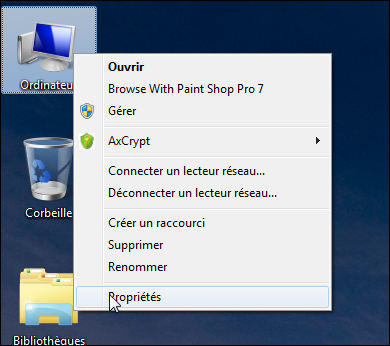 Ordinateu
Ouvrir
Browse With Paint Shop Pro 7
Gérer
AxCrypt
Connecter un lecteur réseau...
Déconnecter un lecteur réseau...
Créer un raccourci
Supprimer
Renommer
Propriétés
Corbeille
Bibliothèques